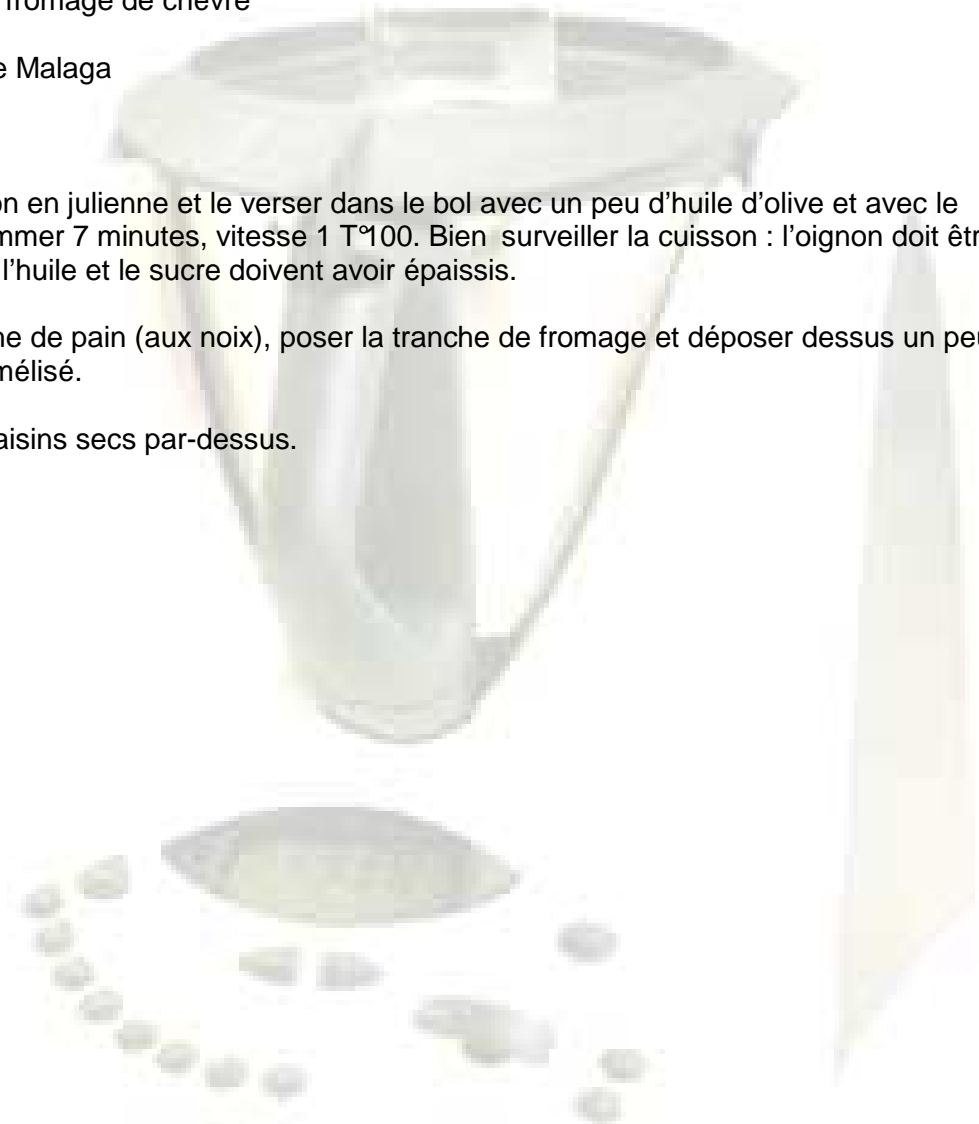 fromage de chèvre
e Malaga
on en julienne et le verser dans le bol avec un peu d’huile d’olive et avec le
mmer 7 minutes, vitesse 1 T°100. Bien  surveiller la cuisson : l’oignon doit êtr
l’huile et le sucre doivent avoir épaissis.
ne de pain (aux noix), poser la tranche de fromage et déposer dessus un peu
mélisé.
aisins secs par-dessus.